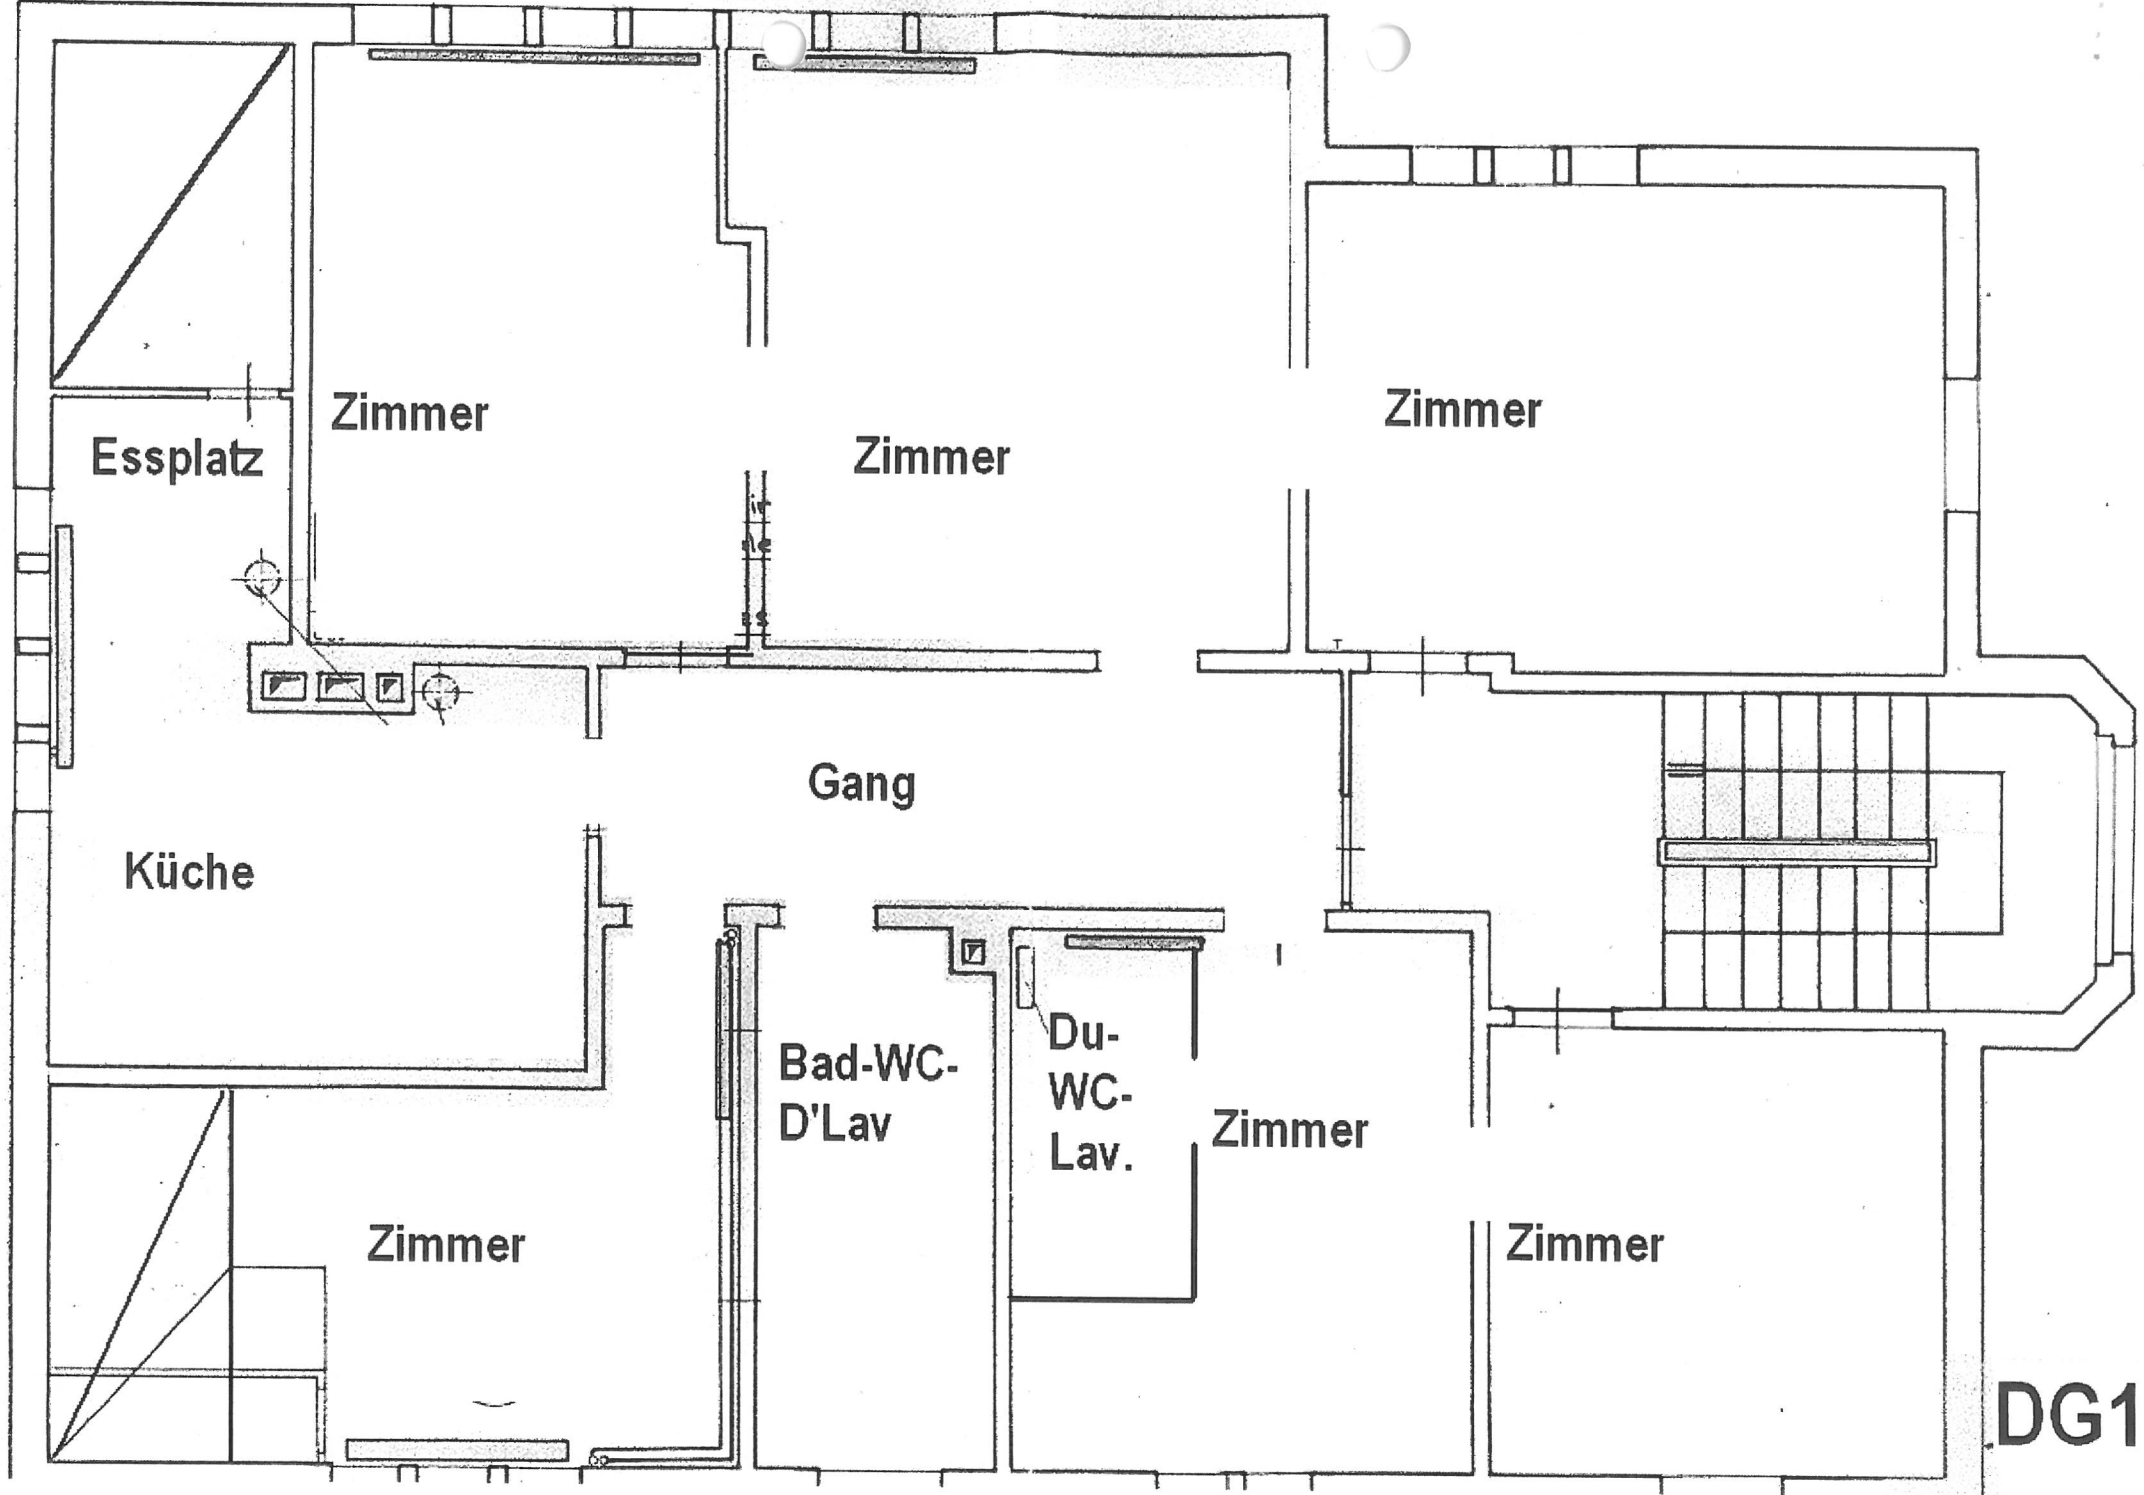 Zimmer
Zimmer
Essplatz
Zimmer
Gang
Küche
Du-
WC-
Lav.
Bad-WC-
D'Lav
Zimmer
Zimmer
Zimmer
DG1